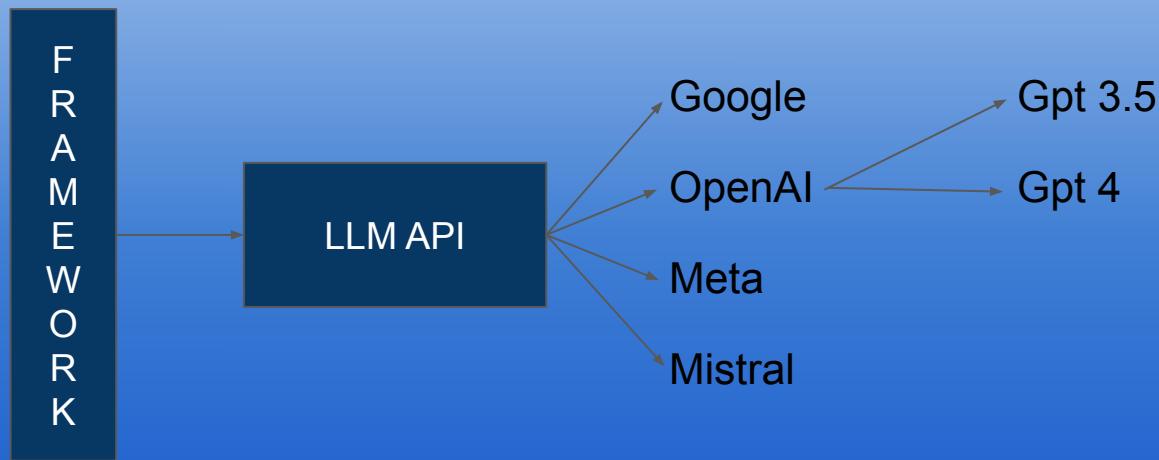 F
R
A
M
E
W
O
R
K
LLM API
Google
OpenAI
Meta
Mistral
Gpt 3.5
Gpt 4